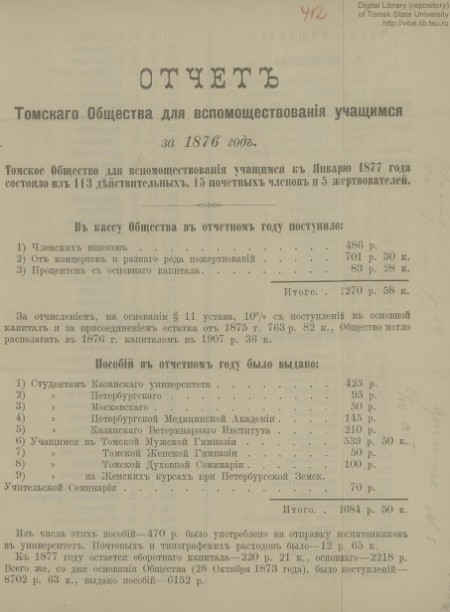 412
Digital Library (repository)
of Tomsk State University
http://vital.lib.tsu.ru
ОТЧЕТЪ
Томскаго Общества для вспомоществованія учащимся
за 1876 годъ.
Томское Общество для вспомоществованія учащимся къ Январю 1877 года
состояло изъ 113 дѣйствительныхъ, 15 почетныхъ членовъ и 5 жертвователей.
Въ кассу Общества въ отчетномъ году поступило:
1) Членскихъ взносовъ . . . . . . . . . . 486 р.
2) Отъ концертовъ и разнаго рода пожертвованій . . . . 701 р. 30 к.
3) Процентовъ съ основнаго капитала . . . . . . . 83 р. 28 к.
Итого. . 1270 р. 58 к.
За отчисленіемъ, на основаніи § 11 устава, 10% съ поступленій въ основной
капиталъ и за присоединеніемъ остатка отъ 1875 г. 763 р. 82 к., Общество могло
располагать въ 1876 г. капиталомъ въ 1907 р. 36 к.
Пособій въ отчетномъ году было выдано:
1) Студентамъ Казанскаго университета . . . . . . . 425 р.
2) » Петербургскаго . . . . . . . . . 95 р.
3) » Московскаго . . . . . . . . . 50 р.
4) » Петербургской Медицинской Академіи . . . . 145 р.
5) » Казанскаго Ветеринарнаго Института . . . . 210 р.
6) Учащимся въ Томской Мужской Гимназіи . . . . . 539 р. 50 к.
7) » Томской Женской Гимназіи . . . . . . 50 р.
8) » Томской Духовной Семинаріи . . . . . . 100 р.
9) » на Женскихъ курсахъ при Петербургской Земск.
Учительской Семинаріи . . . . . . . . . . 70 р.
Итого. . 1684 р. 50 к.
Изъ числа этихъ пособій—470 р. было употреблено на отправку воспитанниковъ
въ университетъ. Почтовыхъ и типографскихъ расходовъ было—12 р. 65 к.
Къ 1877 году остается оборотнаго капитала—220 р. 21 к., основнаго—2218 р.
Всего же, со дня основанія Общества (28 Октября 1873 года), было поступленій—
8702 р. 63 к., выдано пособій—6152 р.